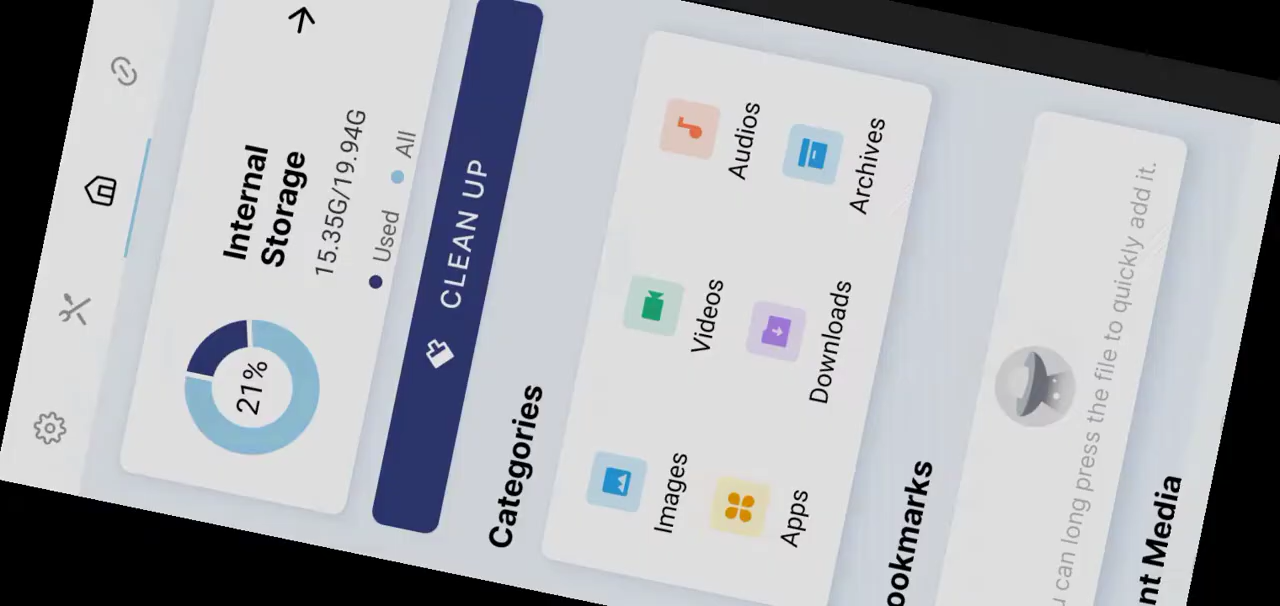 Internal
Storage
15.35G/19.94G
Used All
21%
CLEAN UP
Categories
Images Videos Audios
Apps Downloads Archives
ookmarks
can long press the file to quickly add it.
nt Media